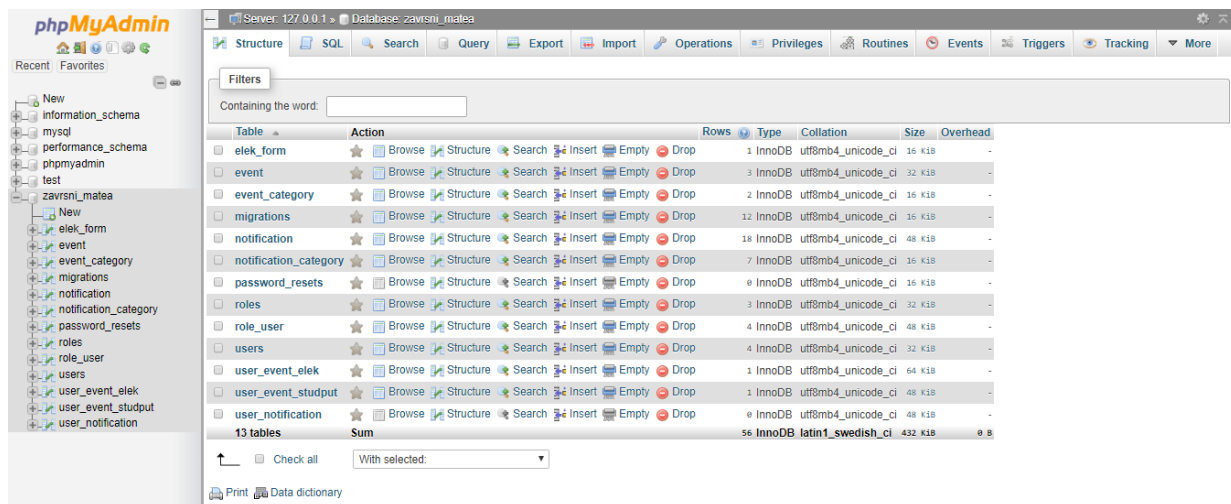 phpMyAdmin
Recent Favorites
New
information_schema
mysql
performance_schema
phpmyadmin
test
zavrsni_matea
New
elek_form
event
event_category
migrations
notification
notification_category
password_resets
roles
role_user
users
user_event_elek
user_event_studput
user_notification
Server: 127.0.0.1 » Database: zavrsni_matea
Structure SQL Search Query Export Import Operations Privileges Routines Events Triggers Tracking More
Filters
Containing the word:
Table Action Rows Type Collation Size Overhead
elek_form Browse Structure Search Insert Empty Drop 1 InnoDB utf8mb4_unicode_ci 16 KiB -
event Browse Structure Search Insert Empty Drop 3 InnoDB utf8mb4_unicode_ci 32 KiB -
event_category Browse Structure Search Insert Empty Drop 2 InnoDB utf8mb4_unicode_ci 16 KiB -
migrations Browse Structure Search Insert Empty Drop 12 InnoDB utf8mb4_unicode_ci 16 KiB -
notification Browse Structure Search Insert Empty Drop 18 InnoDB utf8mb4_unicode_ci 48 KiB -
notification_category Browse Structure Search Insert Empty Drop 7 InnoDB utf8mb4_unicode_ci 16 KiB -
password_resets Browse Structure Search Insert Empty Drop 0 InnoDB utf8mb4_unicode_ci 16 KiB -
roles Browse Structure Search Insert Empty Drop 3 InnoDB utf8mb4_unicode_ci 32 KiB -
role_user Browse Structure Search Insert Empty Drop 4 InnoDB utf8mb4_unicode_ci 48 KiB -
users Browse Structure Search Insert Empty Drop 4 InnoDB utf8mb4_unicode_ci 32 KiB -
user_event_elek Browse Structure Search Insert Empty Drop 1 InnoDB utf8mb4_unicode_ci 64 KiB -
user_event_studput Browse Structure Search Insert Empty Drop 1 InnoDB utf8mb4_unicode_ci 48 KiB -
user_notification Browse Structure Search Insert Empty Drop 0 InnoDB utf8mb4_unicode_ci 48 KiB -
13 tables Sum 56 InnoDB latin1_swedish_ci 432 KiB 0 B
Check all With selected:
Print Data dictionary